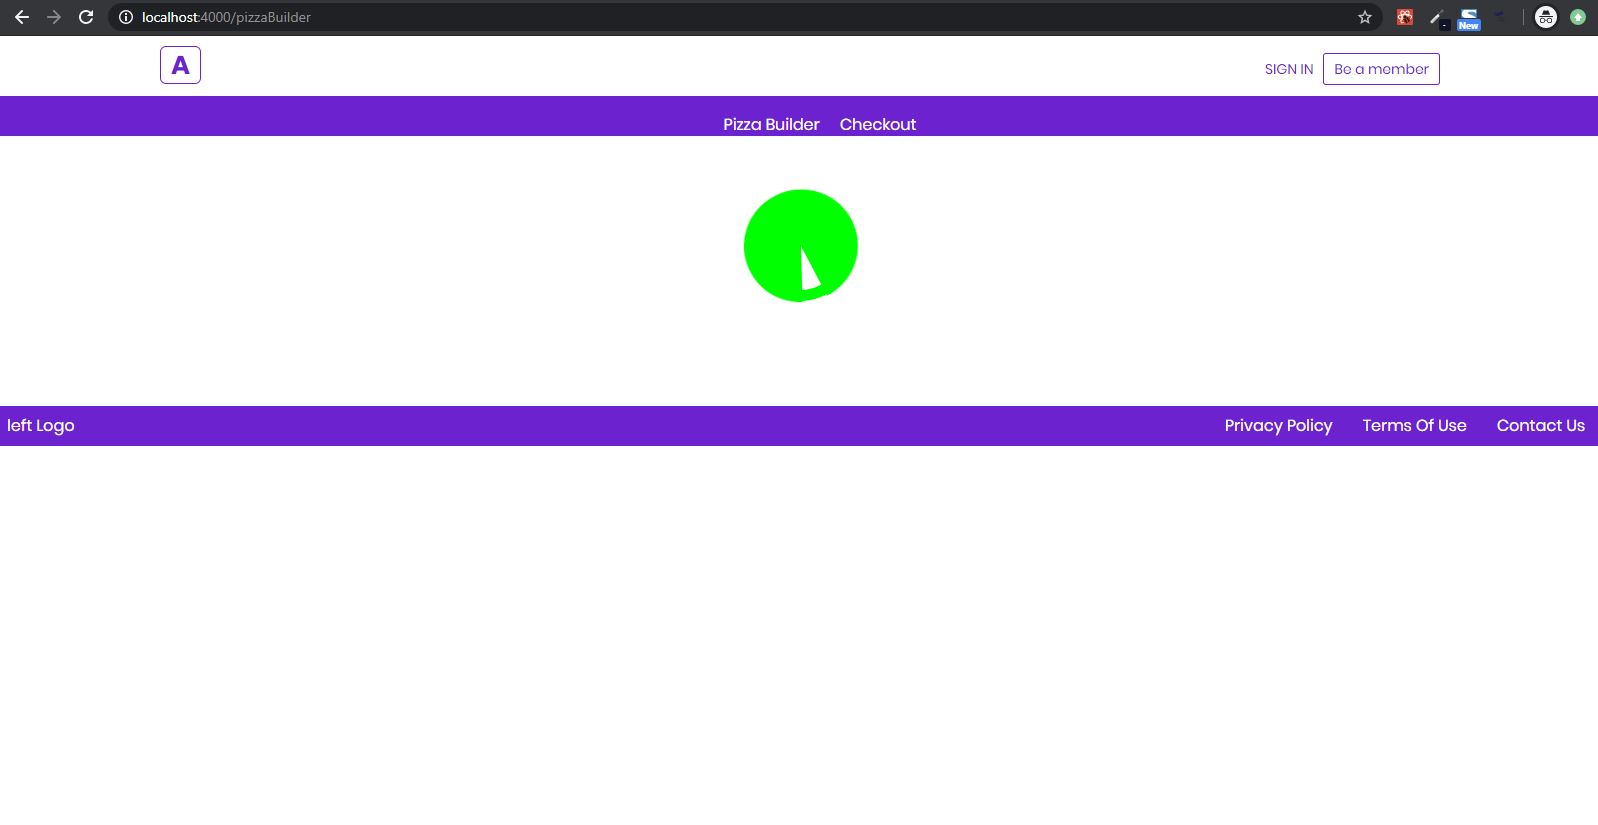 localhost:4000/pizzaBuilder
New
A
SIGN IN Be a member
Pizza Builder Checkout
left Logo Privacy Policy Terms Of Use Contact Us